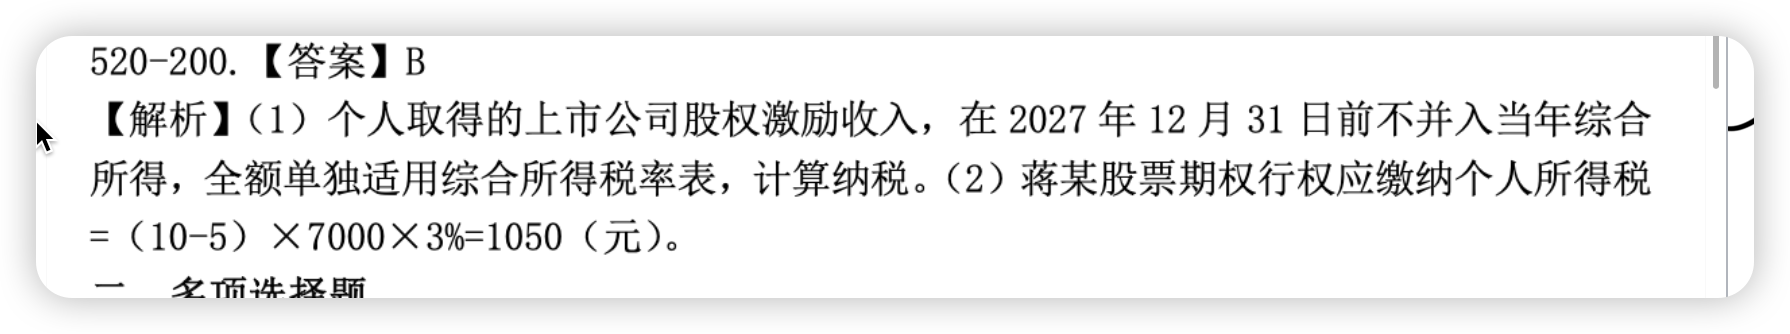 520-200.【答案】B
【解析】（1）个人取得的上市公司股权激励收入，在 2027 年 12 月 31 日前不并入当年综合
所得，全额单独适用综合所得税率表，计算纳税。（2）蒋某股票期权行权应缴纳个人所得税
=（10-5）×7000×3%=1050（元）。
二、多项选择题